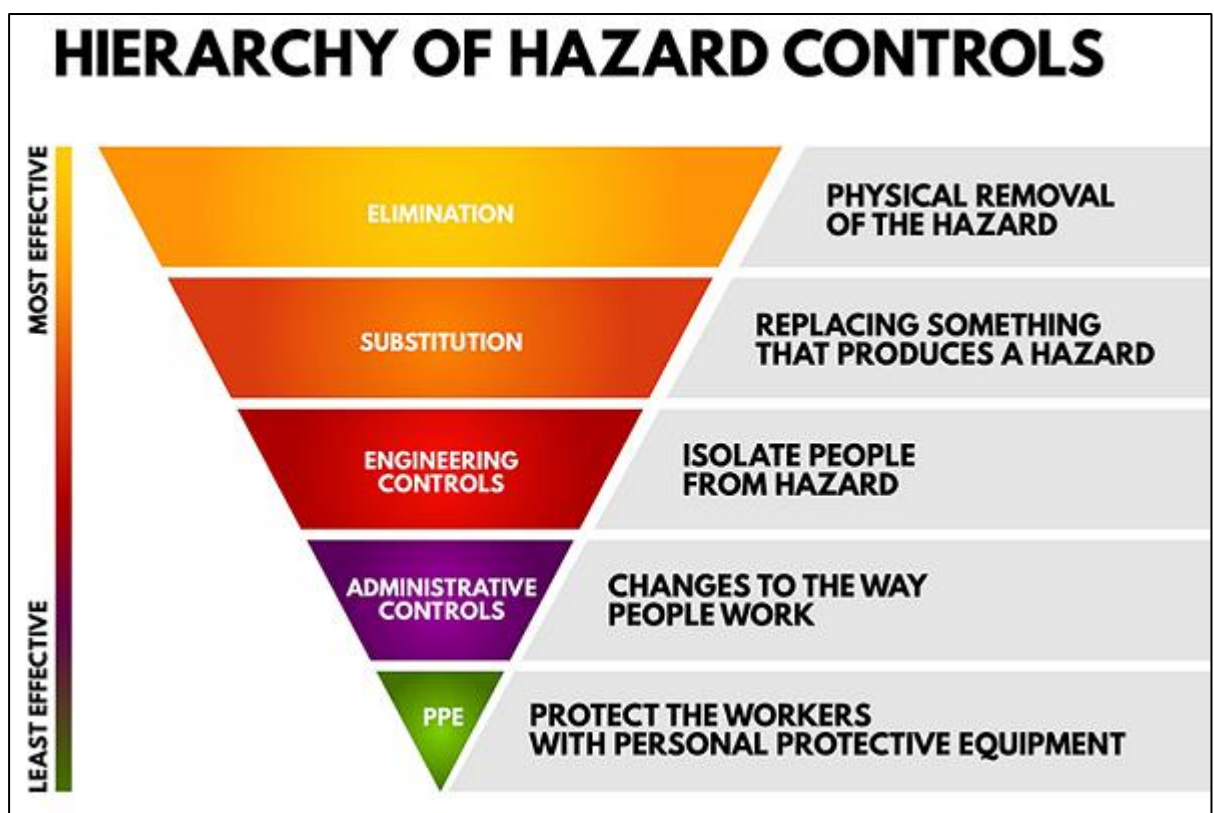 HIERARCHY OF HAZARD CONTROLS
MOST EFFECTIVE
LEAST EFFECTIVE
ELIMINATION
PHYSICAL REMOVAL
OF THE HAZARD
SUBSTITUTION
REPLACING SOMETHING
THAT PRODUCES A HAZARD
ENGINEERING
CONTROLS
ISOLATE PEOPLE
FROM HAZARD
ADMINISTRATIVE
CONTROLS
CHANGES TO THE WAY
PEOPLE WORK
PPE
PROTECT THE WORKERS
WITH PERSONAL PROTECTIVE EQUIPMENT